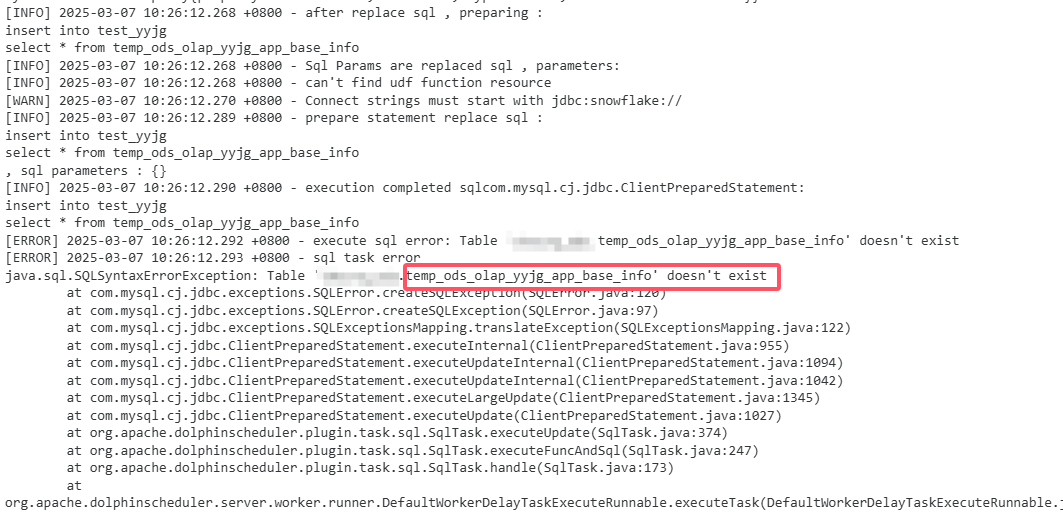 [INFO] 2025-03-07 10:26:12.268 +0800 - after replace sql , preparing :
insert into test_yyjg
select * from temp_ods_olap_yyjg_app_base_info
[INFO] 2025-03-07 10:26:12.268 +0800 - Sql Params are replaced sql , parameters:
[INFO] 2025-03-07 10:26:12.268 +0800 - can't find udf function resource
[WARN] 2025-03-07 10:26:12.270 +0800 - Connect strings must start with jdbc:snowflake://
[INFO] 2025-03-07 10:26:12.289 +0800 - prepare statement replace sql :
insert into test_yyjg
select * from temp_ods_olap_yyjg_app_base_info
, sql parameters : {}
[INFO] 2025-03-07 10:26:12.290 +0800 - execution completed sqlcom.mysql.cj.jdbc.ClientPreparedStatement:
insert into test_yyjg
select * from temp_ods_olap_yyjg_app_base_info
[ERROR] 2025-03-07 10:26:12.292 +0800 - execute sql error: Table temp_ods_olap_yyjg_app_base_info' doesn't exist
[ERROR] 2025-03-07 10:26:12.293 +0800 - sql task error
java.sql.SQLSyntaxErrorException: Table '.temp_ods_olap_yyjg_app_base_info' doesn't exist
at com.mysql.cj.jdbc.exceptions.SQLError.createSQLException(SQLError.java:120)
at com.mysql.cj.jdbc.exceptions.SQLError.createSQLException(SQLError.java:97)
at com.mysql.cj.jdbc.exceptions.SQLExceptionsMapping.translateException(SQLExceptionsMapping.java:122)
at com.mysql.cj.jdbc.ClientPreparedStatement.executeInternal(ClientPreparedStatement.java:955)
at com.mysql.cj.jdbc.ClientPreparedStatement.executeUpdateInternal(ClientPreparedStatement.java:1094)
at com.mysql.cj.jdbc.ClientPreparedStatement.executeUpdateInternal(ClientPreparedStatement.java:1042)
at com.mysql.cj.jdbc.ClientPreparedStatement.executeLargeUpdate(ClientPreparedStatement.java:1345)
at com.mysql.cj.jdbc.ClientPreparedStatement.executeUpdate(ClientPreparedStatement.java:1027)
at org.apache.dolphinscheduler.plugin.task.sql.SqlTask.executeUpdate(SqlTask.java:374)
at org.apache.dolphinscheduler.plugin.task.sql.SqlTask.executeFuncAndSql(SqlTask.java:247)
at org.apache.dolphinscheduler.plugin.task.sql.SqlTask.handle(SqlTask.java:173)
at
org.apache.dolphinscheduler.server.worker.runner.DefaultWorkerDelayTaskExecuteRunnable.executeTask(DefaultWorkerDelayTaskExecuteRunnable.j